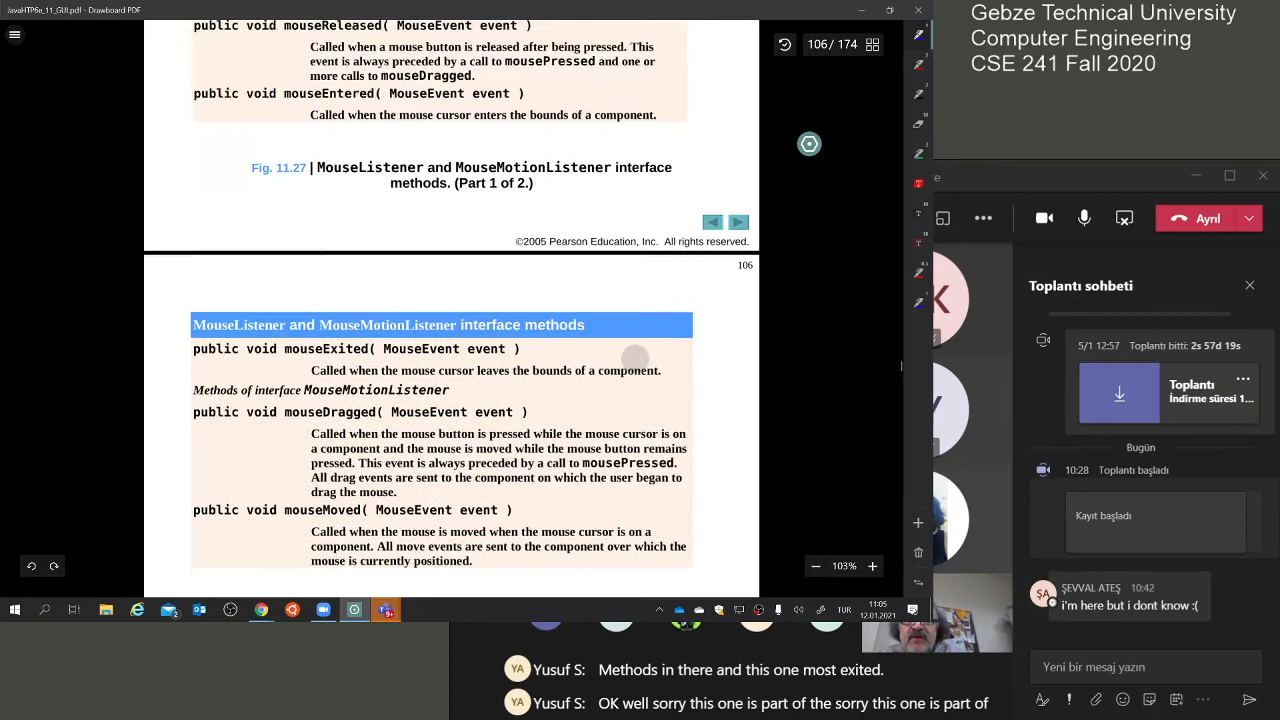 JavaHTP6e_11_GUI.pdf - Drawboard PDF
public void mouseReleased( MouseEvent event )
Called when a mouse button is released after being pressed. This
event is always preceded by a call to mousePressed and one or
more calls to mouseDragged.
public void mouseEntered( MouseEvent event )
Called when the mouse cursor enters the bounds of a component.
Fig. 11.27 | MouseListener and MouseMotionListener interface
methods. (Part 1 of 2.)
©2005 Pearson Education, Inc. All rights reserved.
106 / 174
106
MouseListener and MouseMotionListener interface methods
public void mouseExited( MouseEvent event )
Called when the mouse cursor leaves the bounds of a component.
Methods of interface MouseMotionListener
public void mouseDragged( MouseEvent event )
Called when the mouse button is pressed while the mouse cursor is on
a component and the mouse is moved while the mouse button remains
pressed. This event is always preceded by a call to mousePressed.
All drag events are sent to the component on which the user began to
drag the mouse.
public void mouseMoved( MouseEvent event )
Called when the mouse is moved when the mouse cursor is on a
component. All move events are sent to the component over which the
mouse is currently positioned.
103%
TUR
11:05
12.01.2021
Gebze Technical University
Computer Engineering
CSE 241 Fall 2020
Ayrıl
Toplantı sohbeti
5/1 12:57 Toplantı bitti: 2s 57d 19s
Toplantı
İndirme süresi 1...
Bugün
10:28 Toplantı başladı
Kayıt başladı
ŞA
ŞEVVAL ATEŞ 10:42
i'm here but i dont know :(
Yeni bir mesaj yazın
K
Y
YA Yusuf S: Methods in there and this one most exited.
YA Yusuf S: OK well sorry this one is part of the sorry this one is part of